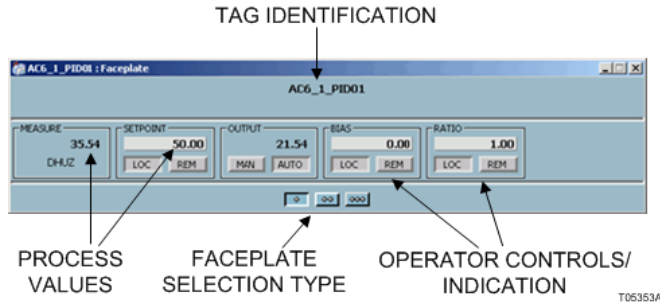 TAG IDENTIFICATION
AC6_1_PID01 : Faceplate
AC6_1_PID01
MEASURE SETPOINT OUTPUT BIAS RATIO
35.54 50.00 21.54 0.00 1.00
DHUZ LOC REM MAN AUTO LOC REM LOC REM
PROCESS VALUES
FACEPLATE SELECTION TYPE
OPERATOR CONTROLS/ INDICATION
T05353A